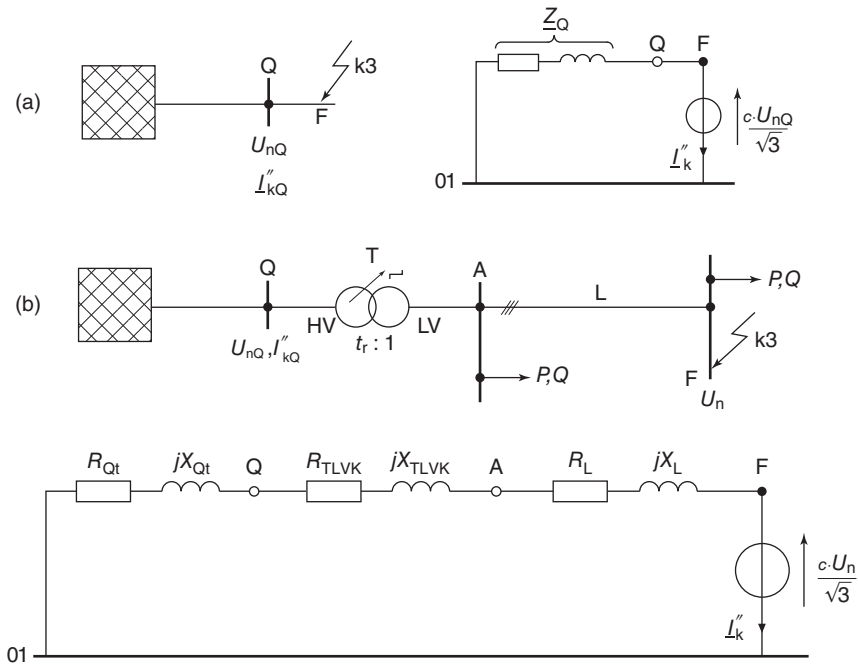 (a)
Q
F
k3
U_nQ
I″_kQ
Z_Q
Q
F
c·U_nQ
√3
I″_k
01
(b)
Q
T
A
L
P,Q
HV
LV
k3
U_nQ, I″_kQ
t_r : 1
P,Q
F
U_n
R_Qt
jX_Qt
Q
R_TLVK
jX_TLVK
A
R_L
jX_L
F
c·U_n
√3
I″_k
01